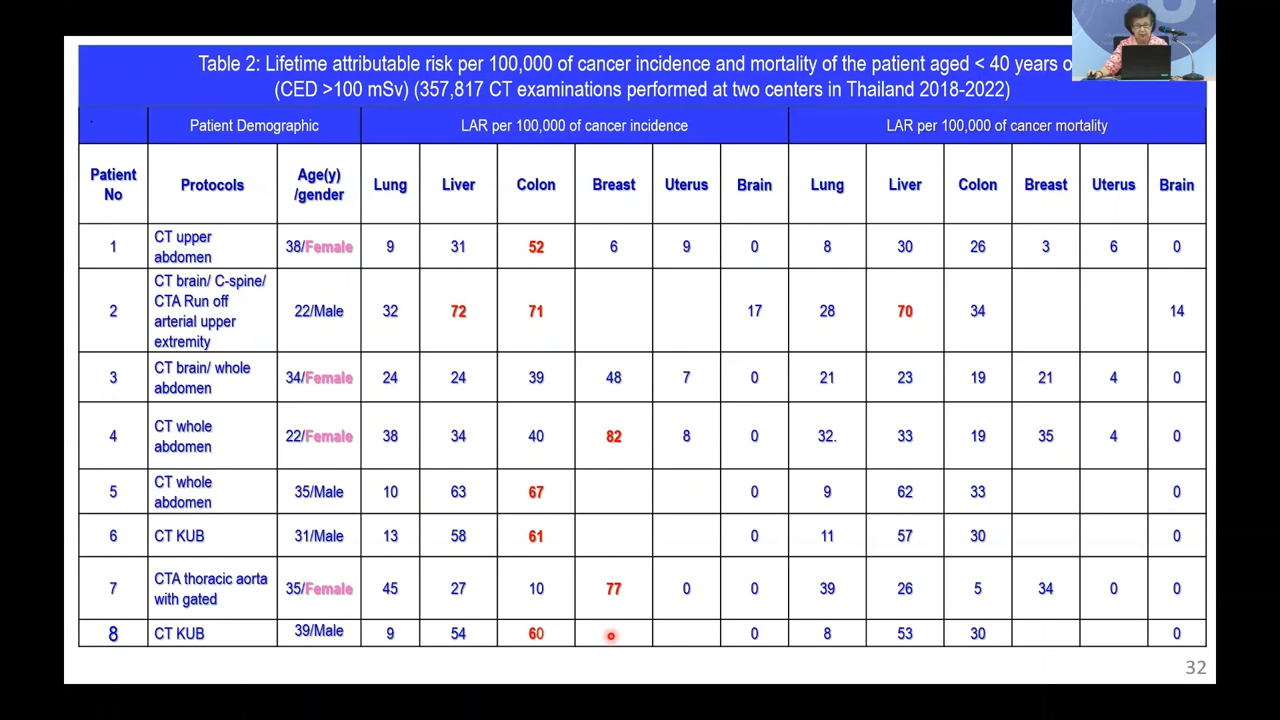 Table 2: Lifetime attributable risk per 100,000 of cancer incidence and mortality of the patient aged < 40 years
(CED >100 mSv) (357,817 CT examinations performed at two centers in Thailand 2018-2022)
Patient Demographic LAR per 100,000 of cancer incidence LAR per 100,000 of cancer mortality
Patient No Protocols Age(y) /gender Lung Liver Colon Breast Uterus Brain Lung Liver Colon Breast Uterus Brain
1 CT upper abdomen 38/Female 9 31 52 6 9 0 8 30 26 3 6 0
2 CT brain/ C-spine/ CTA Run off arterial upper extremity 22/Male 32 72 71 17 28 70 34 14
3 CT brain/ whole abdomen 34/Female 24 24 39 48 7 0 21 23 19 21 4 0
4 CT whole abdomen 22/Female 38 34 40 82 8 0 32. 33 19 35 4 0
5 CT whole abdomen 35/Male 10 63 67 0 9 62 33 0
6 CT KUB 31/Male 13 58 61 0 11 57 30 0
7 CTA thoracic aorta with gated 35/Female 45 27 10 77 0 0 39 26 5 34 0 0
8 CT KUB 39/Male 9 54 60 0 8 53 30 0
32